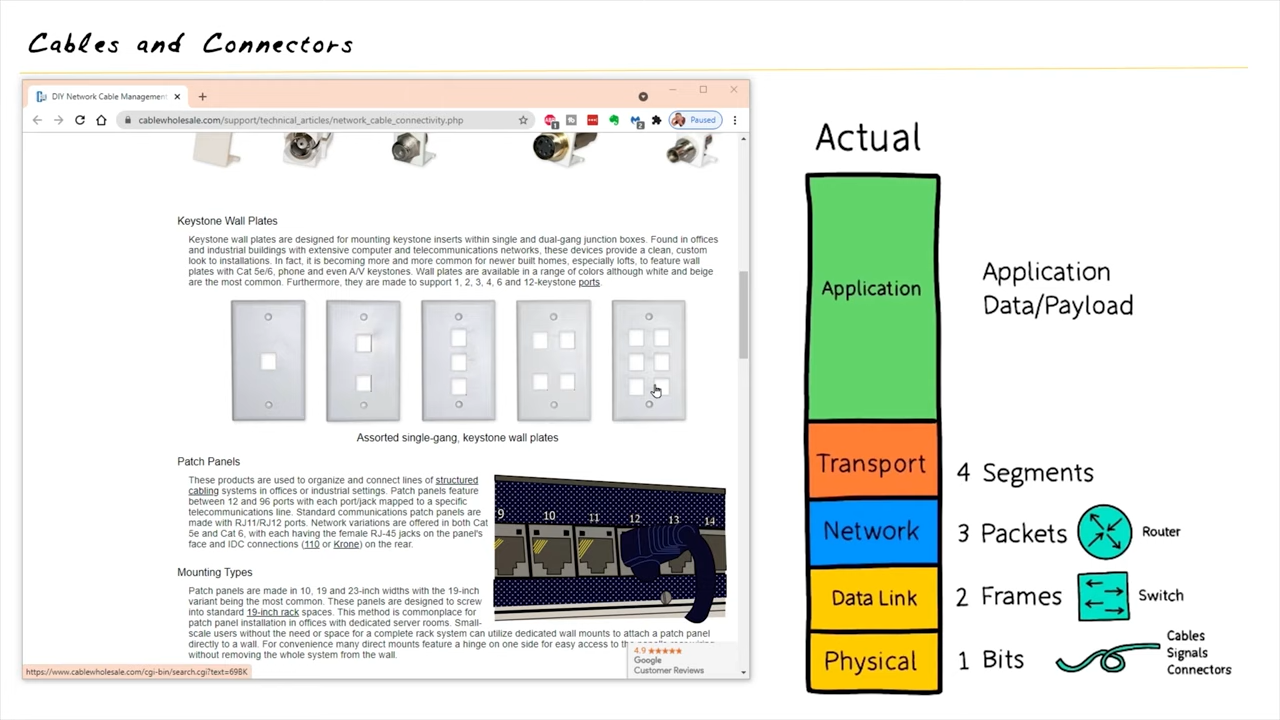 Cables and Connectors
DIY Network Cable Management
cablewholesale.com/support/technical_articles/network_cable_connectivity.php
Paused
Keystone Wall Plates
Keystone wall plates are designed for mounting keystone inserts within single and dual-gang junction boxes. Found in offices
and industrial buildings with extensive computer and telecommunications networks, these devices provide a clean, custom
look to installations. In fact, it is becoming more and more common for newer built homes, especially lofts, to feature wall
plates with Cat 5e/6, phone and even A/V keystones. Wall plates are available in a range of colors although white and beige
are the most common. Furthermore, they are made to support 1, 2, 3, 4, 6 and 12-keystone ports.
Assorted single-gang, keystone wall plates
Patch Panels
These products are used to organize and connect lines of structured
cabling systems in offices or industrial settings. Patch panels feature
between 12 and 96 ports with each port/jack mapped to a specific
telecommunications line. Standard communications patch panels are
made with RJ11/RJ12 ports. Network variations are offered in both Cat
5e and Cat 6, with each having the female RJ-45 jacks on the panel's
face and IDC connections (110 or Krone) on the rear.
9 10 11 12 13 14
Mounting Types
Patch panels are made in 10, 19 and 23-inch widths with the 19-inch
variant being the most common. These panels are designed to screw
into standard 19-inch rack spaces. This method is commonplace for
patch panel installation in offices with dedicated server rooms. Small-
scale users without the need or space for a complete rack system can utilize dedicated wall mounts to attach a patch panel
directly to a wall. For convenience many direct mounts feature a hinge on one side for easy access to the panel's rear wiring
without removing the whole system from the wall.
4.9
Google
Customer Reviews
https://www.cablewholesale.com/cgi-bin/search.cgi?text=69BK
Actual
Application
Application
Data/Payload
Transport
4 Segments
Network
3 Packets
Router
Data Link
2 Frames
Switch
Physical
1 Bits
Cables
Signals
Connectors